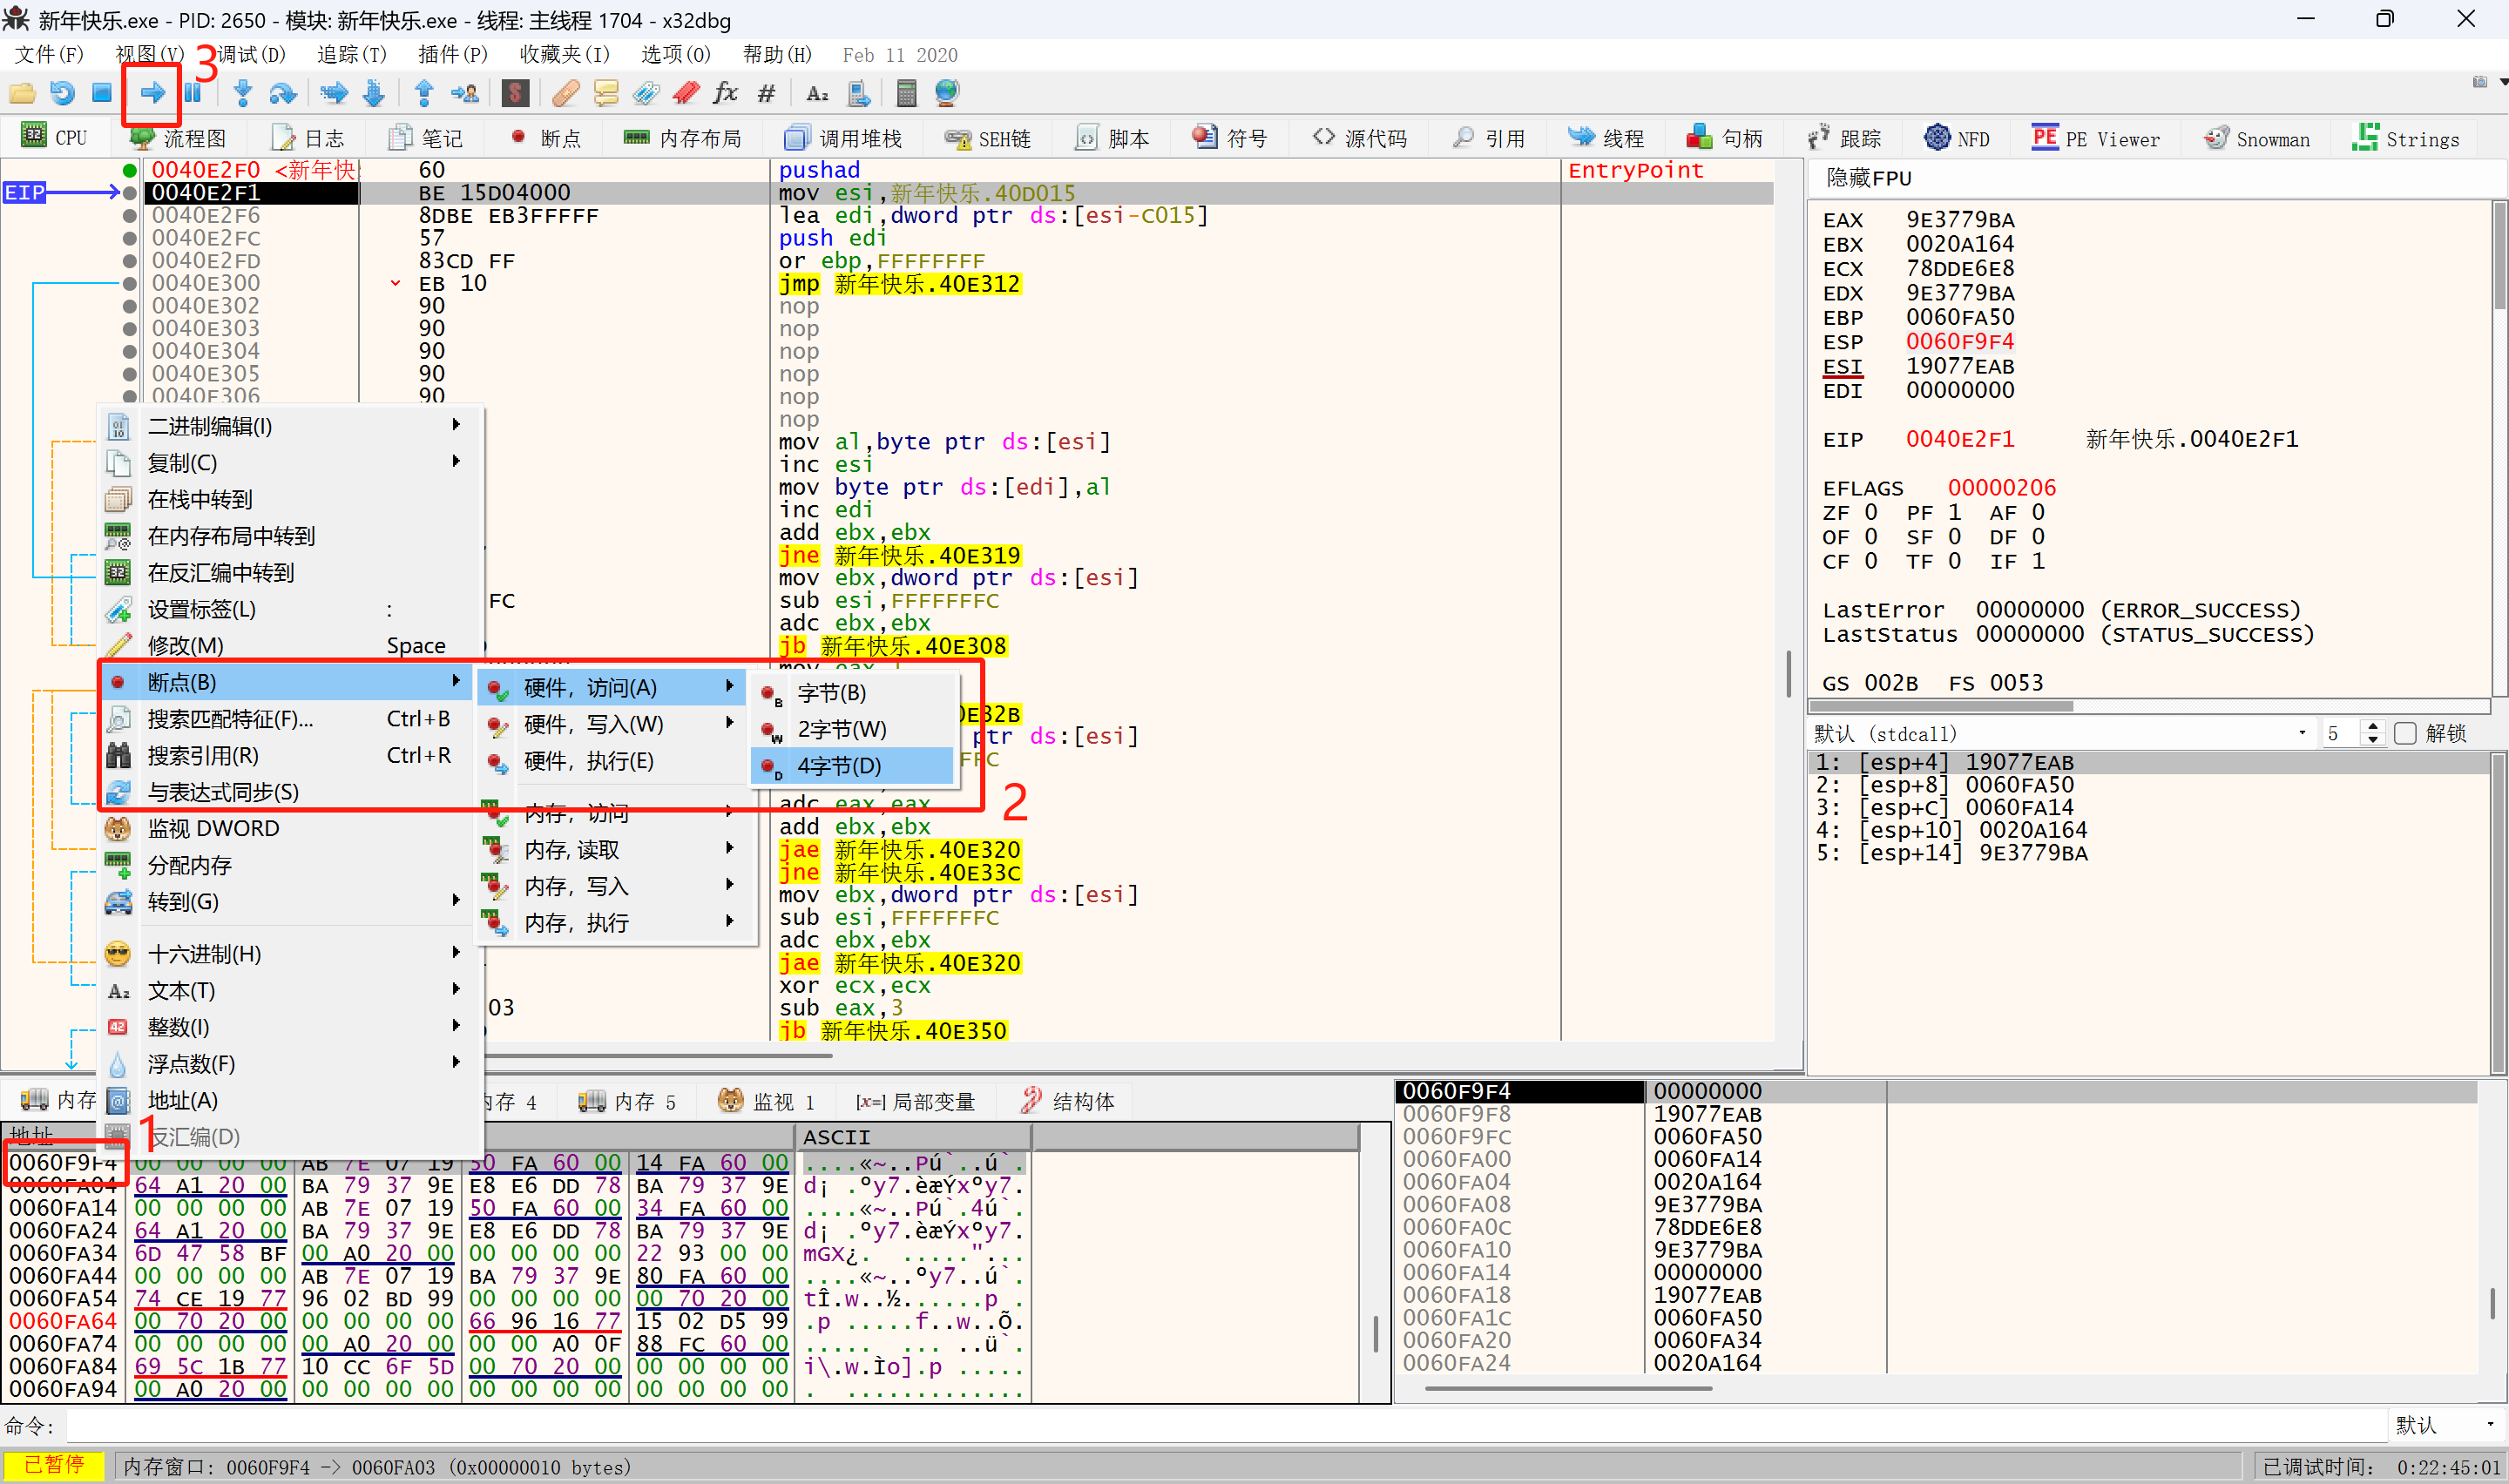 新年快乐.exe - PID: 2650 - 模块: 新年快乐.exe - 线程: 主线程 1704 - x32dbg
文件(F) 视图(V) 调试(D) 追踪(T) 插件(P) 收藏夹(I) 选项(O) 帮助(H) Feb 11 2020
3
CPU 流程图 日志 笔记 断点 内存布局 调用堆栈 SEH链 脚本 符号 源代码 引用 线程 句柄 跟踪 NFD PE Viewer Snowman Strings
0040E2F0 <新年快 60 pushad EntryPoint
EIP 0040E2F1 BE 15D04000 mov esi,新年快乐.40D015
0040E2F6 8DBE EB3FFFFF lea edi,dword ptr ds:[esi-C015]
0040E2FC 57 push edi
0040E2FD 83CD FF or ebp,FFFFFFFF
0040E300 EB 10 jmp 新年快乐.40E312
0040E302 90 nop
0040E303 90 nop
0040E304 90 nop
0040E305 90 nop
0040E306 90 nop
nop
mov al,byte ptr ds:[esi]
inc esi
mov byte ptr ds:[edi],al
inc edi
add ebx,ebx
jne 新年快乐.40E319
mov ebx,dword ptr ds:[esi]
FC sub esi,FFFFFFFC
adc ebx,ebx
jb 新年快乐.40E308
0E32B
ptr ds:[esi]
FC
adc eax,eax
add ebx,ebx
jae 新年快乐.40E320
jne 新年快乐.40E33C
mov ebx,dword ptr ds:[esi]
sub esi,FFFFFFFC
adc ebx,ebx
jae 新年快乐.40E320
xor ecx,ecx
03 sub eax,3
jb 新年快乐.40E350
二进制编辑(I)
复制(C)
在栈中转到
在内存布局中转到
在反汇编中转到
设置标签(L) :
修改(M) Space
断点(B)
搜索匹配特征(F)... Ctrl+B
搜索引用(R) Ctrl+R
与表达式同步(S)
监视 DWORD
分配内存
转到(G)
十六进制(H)
文本(T)
整数(I)
浮点数(F)
地址(A)
反汇编(D)
硬件，访问(A)
硬件，写入(W)
硬件，执行(E)
内存，访问
内存, 读取
内存，写入
内存，执行
字节(B)
2字节(W)
4字节(D)
2
隐藏FPU
EAX 9E3779BA
EBX 0020A164
ECX 78DDE6E8
EDX 9E3779BA
EBP 0060FA50
ESP 0060F9F4
ESI 19077EAB
EDI 00000000
EIP 0040E2F1 新年快乐.0040E2F1
EFLAGS 00000206
ZF 0 PF 1 AF 0
OF 0 SF 0 DF 0
CF 0 TF 0 IF 1
LastError 00000000 (ERROR_SUCCESS)
LastStatus 00000000 (STATUS_SUCCESS)
GS 002B FS 0053
默认 (stdcall) 5 解锁
1: [esp+4] 19077EAB
2: [esp+8] 0060FA50
3: [esp+C] 0060FA14
4: [esp+10] 0020A164
5: [esp+14] 9E3779BA
内存 内存 4 内存 5 监视 1 [x=] 局部变量 结构体
地址 ASCII
1
0060F9F4 00 00 00 00 AB 7E 07 19 50 FA 60 00 14 FA 60 00 ....«~..Pú`..ú`.
0060FA04 64 A1 20 00 BA 79 37 9E E8 E6 DD 78 BA 79 37 9E d¡ .ºy7.èæÝxºy7.
0060FA14 00 00 00 00 AB 7E 07 19 50 FA 60 00 34 FA 60 00 ....«~..Pú`.4ú`.
0060FA24 64 A1 20 00 BA 79 37 9E E8 E6 DD 78 BA 79 37 9E d¡ .ºy7.èæÝxºy7.
0060FA34 6D 47 58 BF 00 A0 20 00 00 00 00 00 22 93 00 00 mGX¿. ....."...
0060FA44 00 00 00 00 AB 7E 07 19 BA 79 37 9E 80 FA 60 00 ....«~..ºy7..ú`.
0060FA54 74 CE 19 77 96 02 BD 99 00 00 00 00 00 70 20 00 tÎ.w..½......p .
0060FA64 00 70 20 00 00 00 00 00 66 96 16 77 15 02 D5 99 .p .....f..w..Õ.
0060FA74 00 00 00 00 00 A0 20 00 00 00 A0 0F 88 FC 60 00 ..... ... ..ü`.
0060FA84 69 5C 1B 77 10 CC 6F 5D 00 70 20 00 00 00 00 00 i\.w.Ìo].p .....
0060FA94 00 A0 20 00 00 00 00 00 00 00 00 00 00 00 00 00 . .............
0060F9F4 00000000
0060F9F8 19077EAB
0060F9FC 0060FA50
0060FA00 0060FA14
0060FA04 0020A164
0060FA08 9E3779BA
0060FA0C 78DDE6E8
0060FA10 9E3779BA
0060FA14 00000000
0060FA18 19077EAB
0060FA1C 0060FA50
0060FA20 0060FA34
0060FA24 0020A164
命令: 默认
已暂停 内存窗口: 0060F9F4 -> 0060FA03 (0x00000010 bytes) 已调试时间: 0:22:45:01